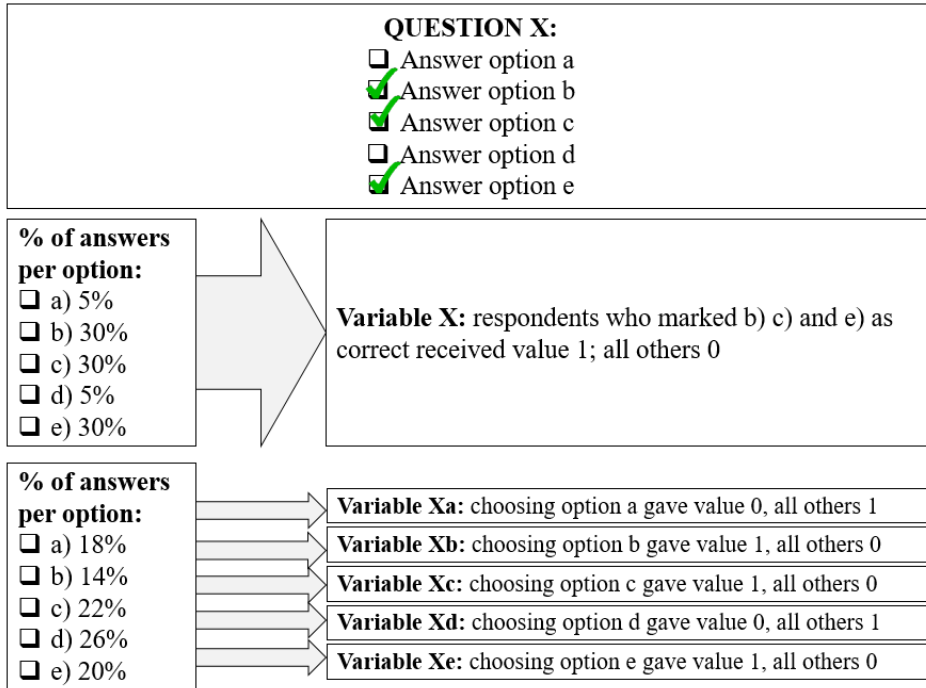 QUESTION X:
❑ Answer option a
❑ Answer option b
❑ Answer option c
❑ Answer option d
❑ Answer option e
% of answers
per option:
❑ a) 5%
❑ b) 30%
❑ c) 30%
❑ d) 5%
❑ e) 30%
Variable X: respondents who marked b) c) and e) as
correct received value 1; all others 0
% of answers
per option:
❑ a) 18%
❑ b) 14%
❑ c) 22%
❑ d) 26%
❑ e) 20%
Variable Xa: choosing option a gave value 0, all others 1
Variable Xb: choosing option b gave value 1, all others 0
Variable Xc: choosing option c gave value 1, all others 0
Variable Xd: choosing option d gave value 0, all others 1
Variable Xe: choosing option e gave value 1, all others 0